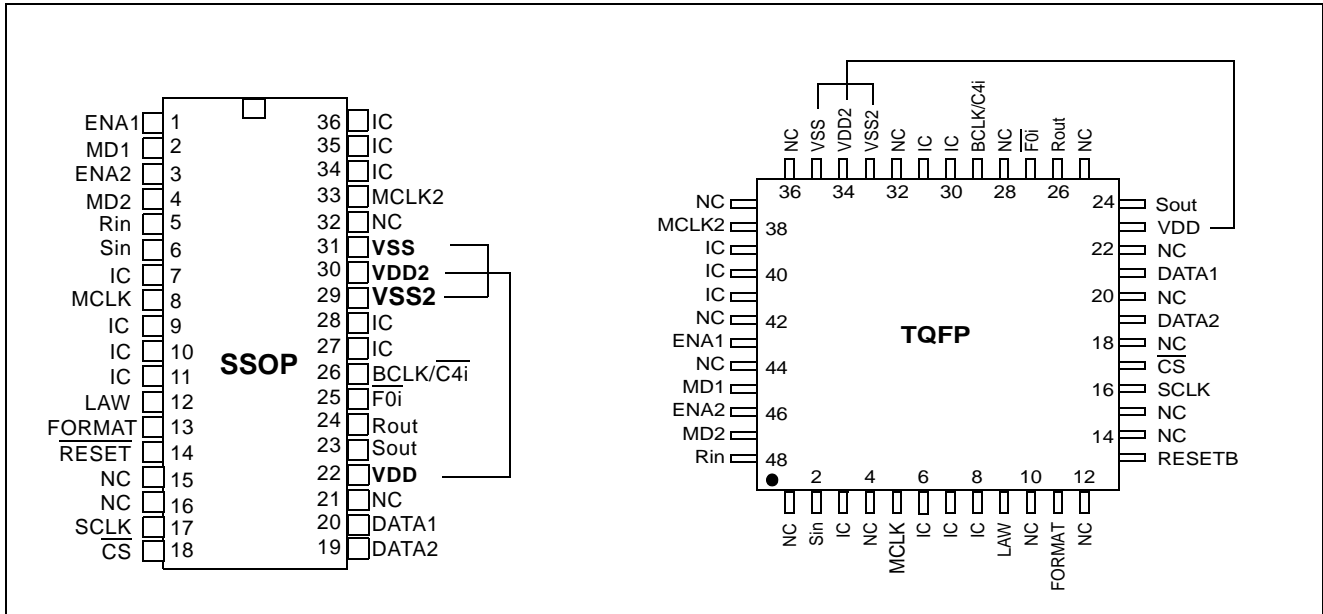 ENA1 1
MD1 2
ENA2 3
MD2 4
Rin 5
Sin 6
IC 7
MCLK 8
IC 9
IC 10
IC 11
LAW 12
FORMAT 13
RESET 14
NC 15
NC 16
SCLK 17
CS 18
SSOP
36 IC
35 IC
34 IC
33 MCLK2
32 NC
31 VSS
30 VDD2
29 VSS2
28 IC
27 IC
26 BCLK/C4i
25 F0i
24 Rout
23 Sout
22 VDD
21 NC
20 DATA1
19 DATA2
NC
VSS
VDD2
VSS2
NC
IC
IC
BCLK/C4i
NC
F0i
Rout
NC
36 34 32 30 28 26
NC
MCLK2 38
IC
IC 40
IC
NC 42
ENA1
NC 44
MD1
ENA2 46
MD2
Rin 48
TQFP
24 Sout
VDD
22 NC
DATA1
20 NC
DATA2
18 NC
CS
16 SCLK
NC
14 NC
RESETB
2 4 6 8 10 12
NC
Sin
IC
NC
MCLK
IC
IC
IC
LAW
NC
FORMAT
NC